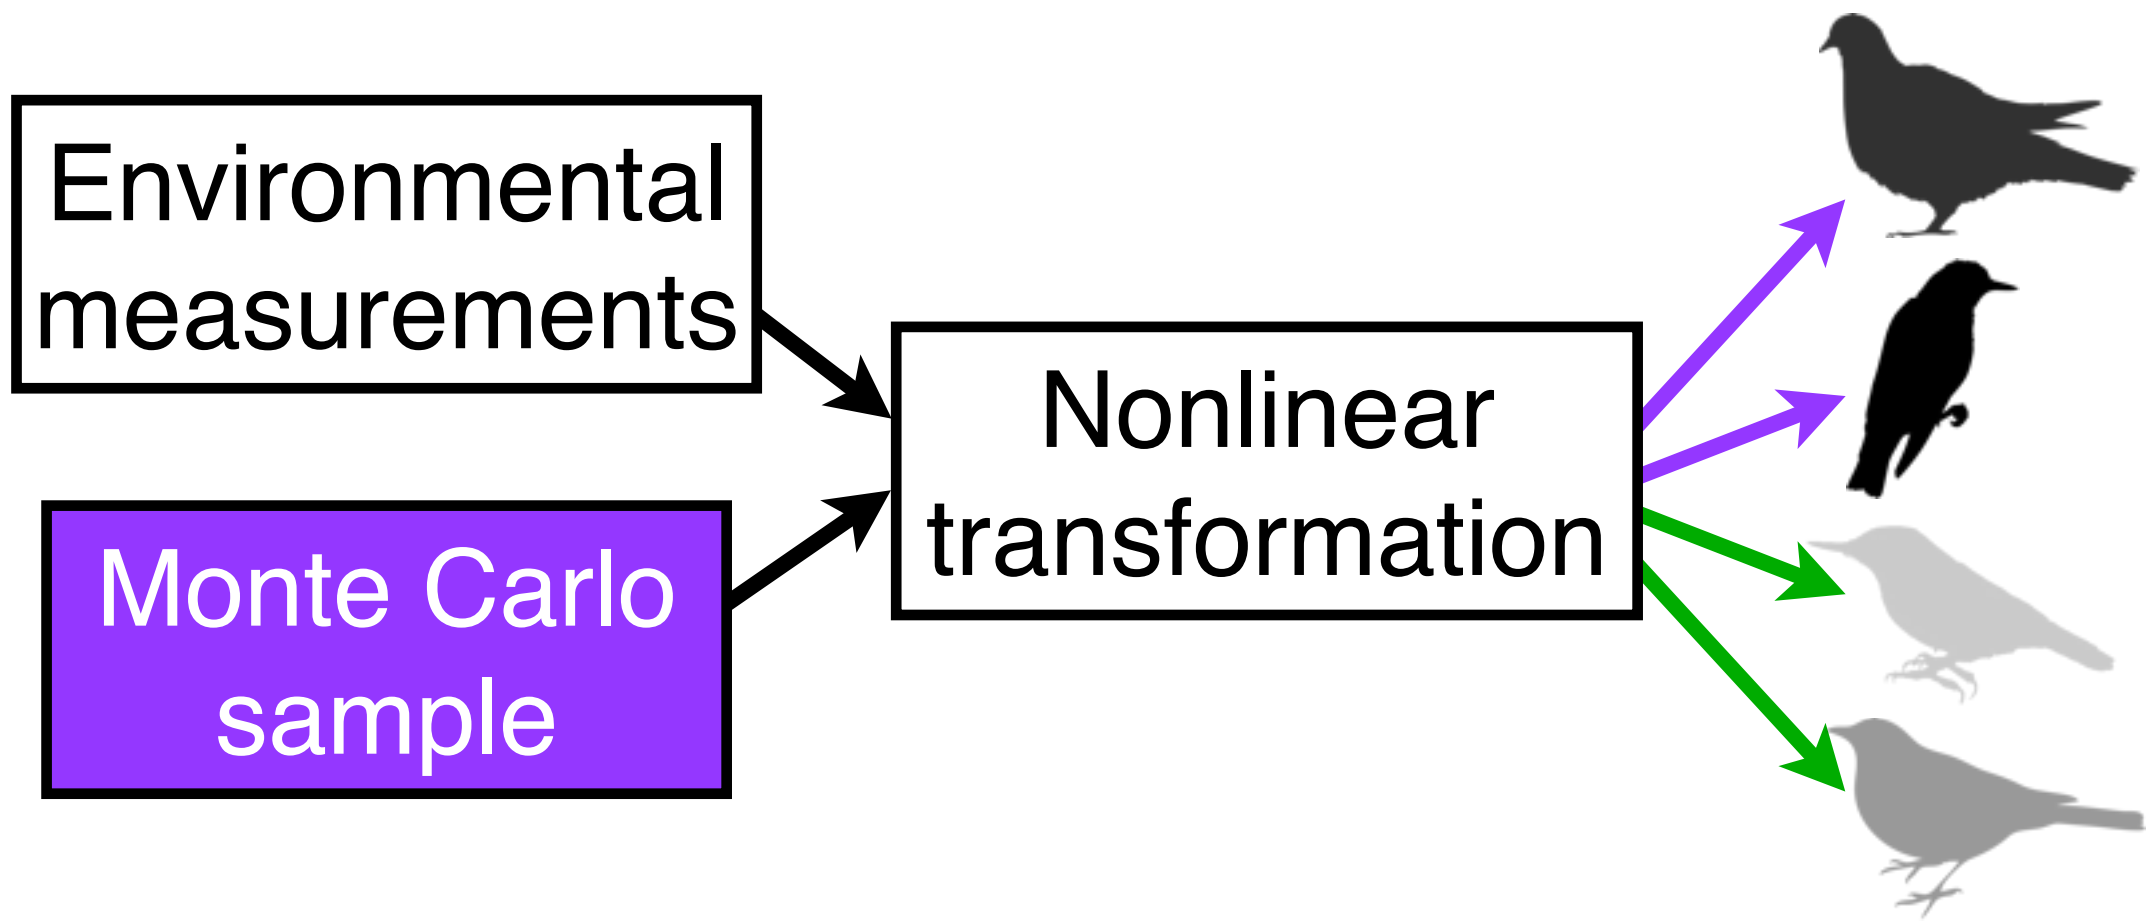 Environmental
measurements
Monte Carlo
sample
Nonlinear
transformation